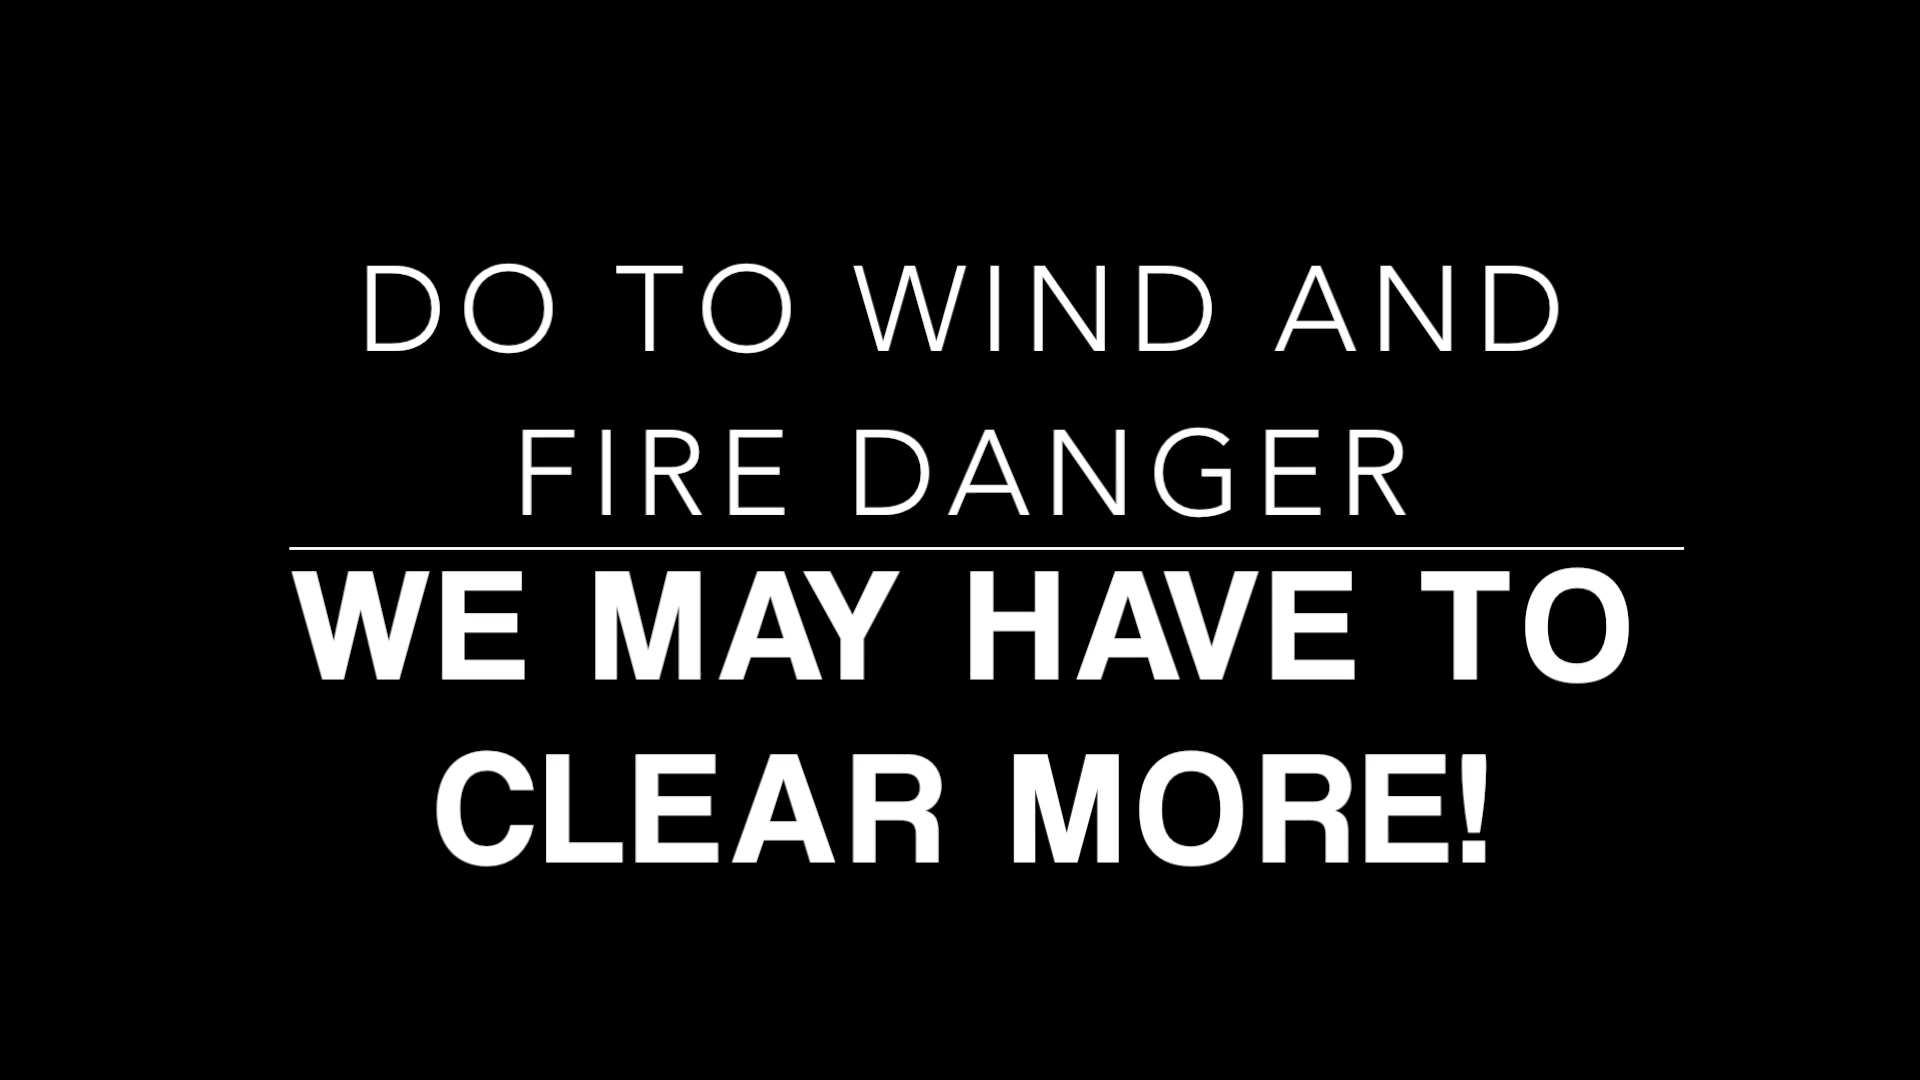 DO TO WIND AND
FIRE DANGER
WE MAY HAVE TO
CLEAR MORE!